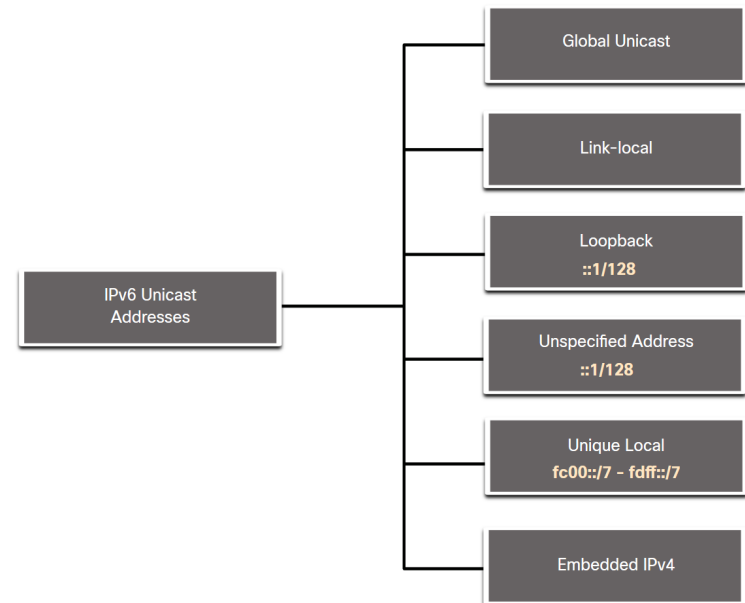 Global Unicast
Link-local
Loopback
::1/128
IPv6 Unicast
Addresses
Unspecified Address
::1/128
Unique Local
fc00::/7 - fdff::/7
Embedded IPv4